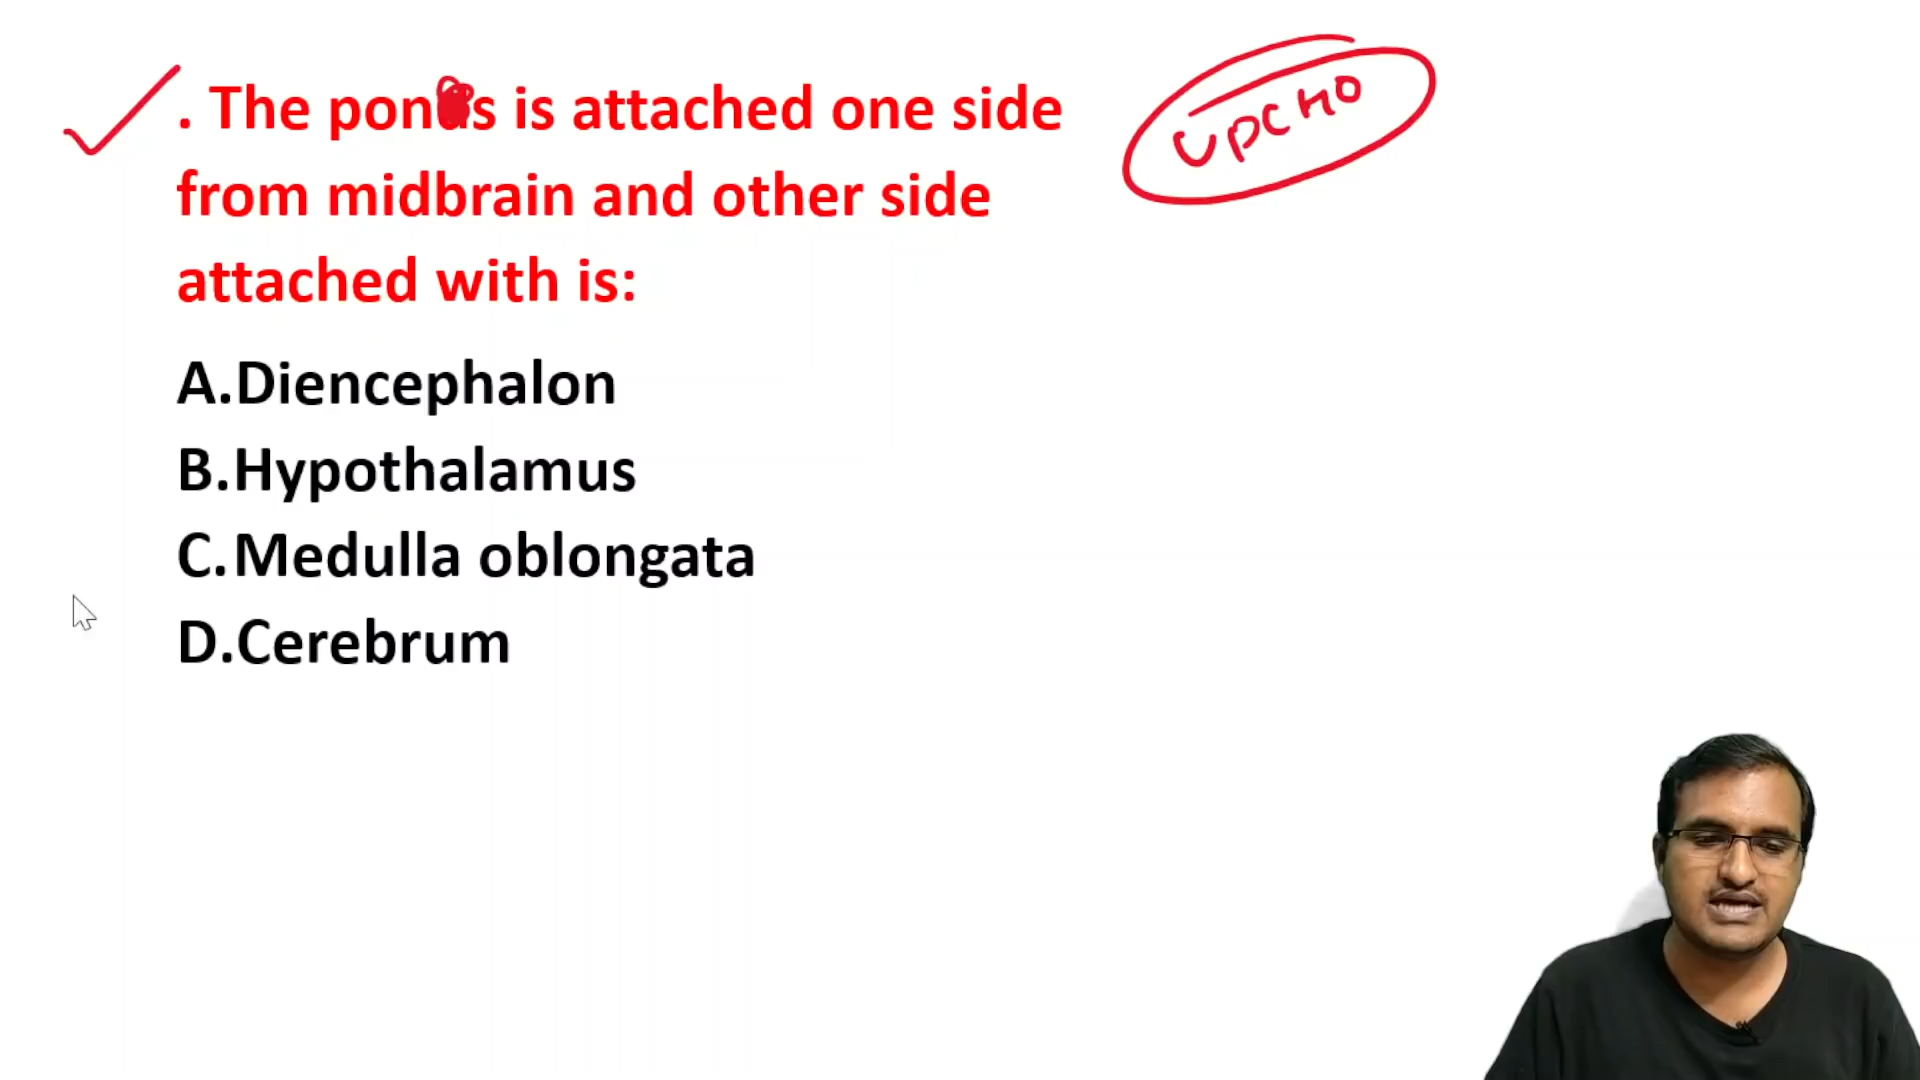 . The pons is attached one side
from midbrain and other side
attached with is:
A.Diencephalon
B.Hypothalamus
C.Medulla oblongata
D.Cerebrum
UPCHO